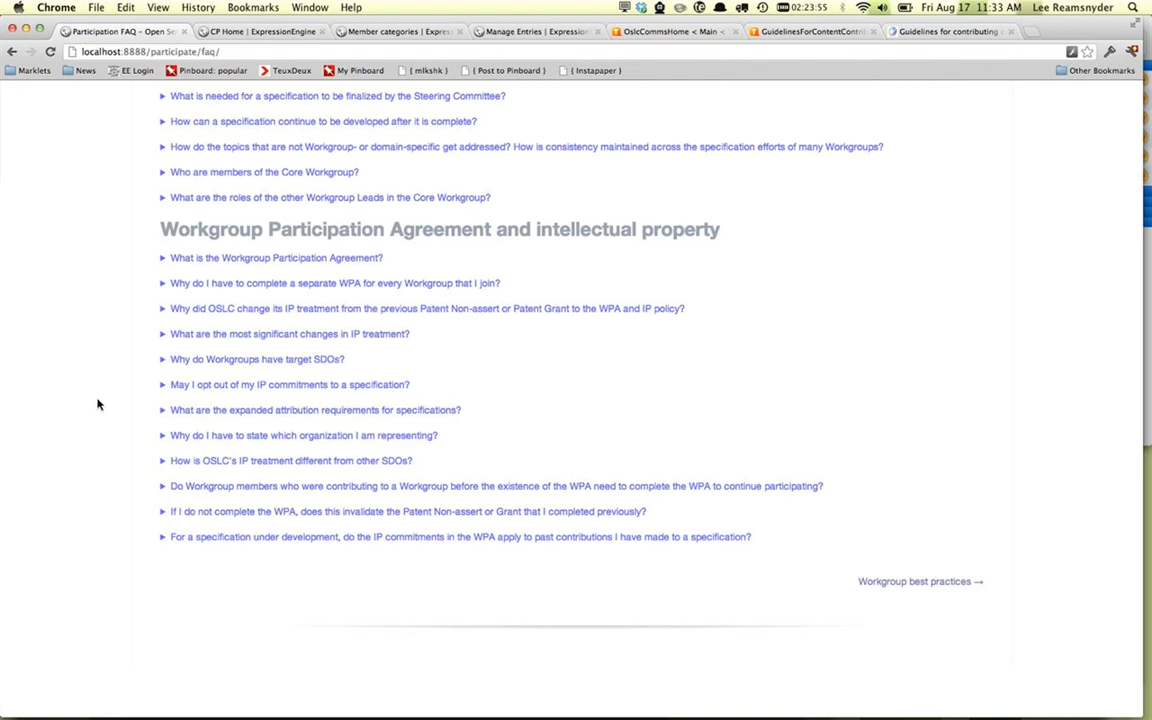 Chrome File Edit View History Bookmarks Window Help 02:23:55 Fri Aug 17 11:33 AM Lee Reamsnyder
Participation FAQ – Open Se CP Home | ExpressionEngine Member categories | Expres Manage Entries | Expression OslcCommsHome < Main < GuidelinesForContentContri Guidelines for contributing
localhost:8888/participate/faq/
Marklets News EE Login Pinboard: popular TeuxDeux My Pinboard { mlkshk } { Post to Pinboard } { Instapaper } Other Bookmarks
What is needed for a specification to be finalized by the Steering Committee?
How can a specification continue to be developed after it is complete?
How do the topics that are not Workgroup- or domain-specific get addressed? How is consistency maintained across the specification efforts of many Workgroups?
Who are members of the Core Workgroup?
What are the roles of the other Workgroup Leads in the Core Workgroup?
Workgroup Participation Agreement and intellectual property
What is the Workgroup Participation Agreement?
Why do I have to complete a separate WPA for every Workgroup that I join?
Why did OSLC change its IP treatment from the previous Patent Non-assert or Patent Grant to the WPA and IP policy?
What are the most significant changes in IP treatment?
Why do Workgroups have target SDOs?
May I opt out of my IP commitments to a specification?
What are the expanded attribution requirements for specifications?
Why do I have to state which organization I am representing?
How is OSLC's IP treatment different from other SDOs?
Do Workgroup members who were contributing to a Workgroup before the existence of the WPA need to complete the WPA to continue participating?
If I do not complete the WPA, does this invalidate the Patent Non-assert or Grant that I completed previously?
For a specification under development, do the IP commitments in the WPA apply to past contributions I have made to a specification?
Workgroup best practices →